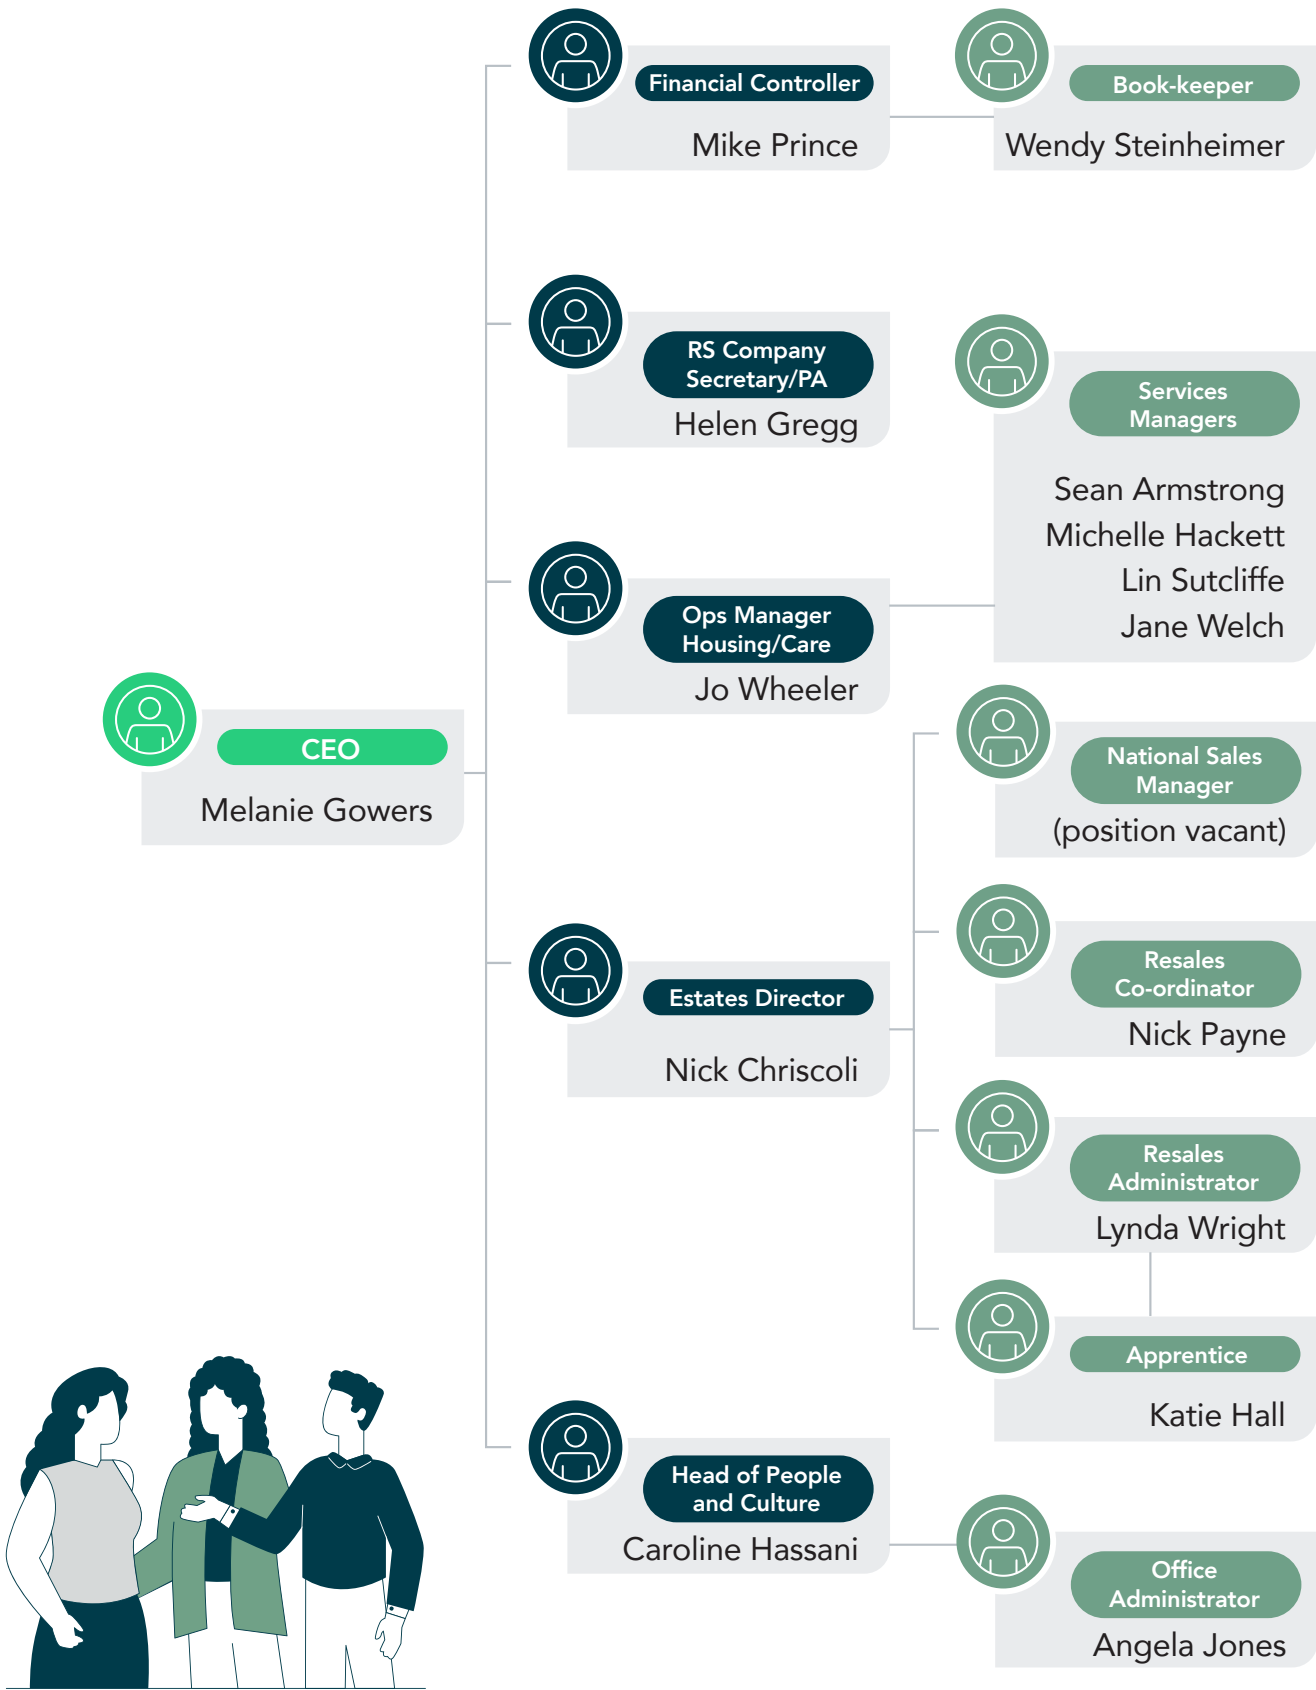 Financial Controller
Mike Prince
Book-keeper
Wendy Steinheimer
RS Company
Secretary/PA
Helen Gregg
Services
Managers
Sean Armstrong
Michelle Hackett
Lin Sutcliffe
Jane Welch
Ops Manager
Housing/Care
Jo Wheeler
CEO
Melanie Gowers
National Sales
Manager
(position vacant)
Resales
Co-ordinator
Nick Payne
Estates Director
Nick Chriscoli
Resales
Administrator
Lynda Wright
Apprentice
Katie Hall
Head of People
and Culture
Caroline Hassani
Office
Administrator
Angela Jones